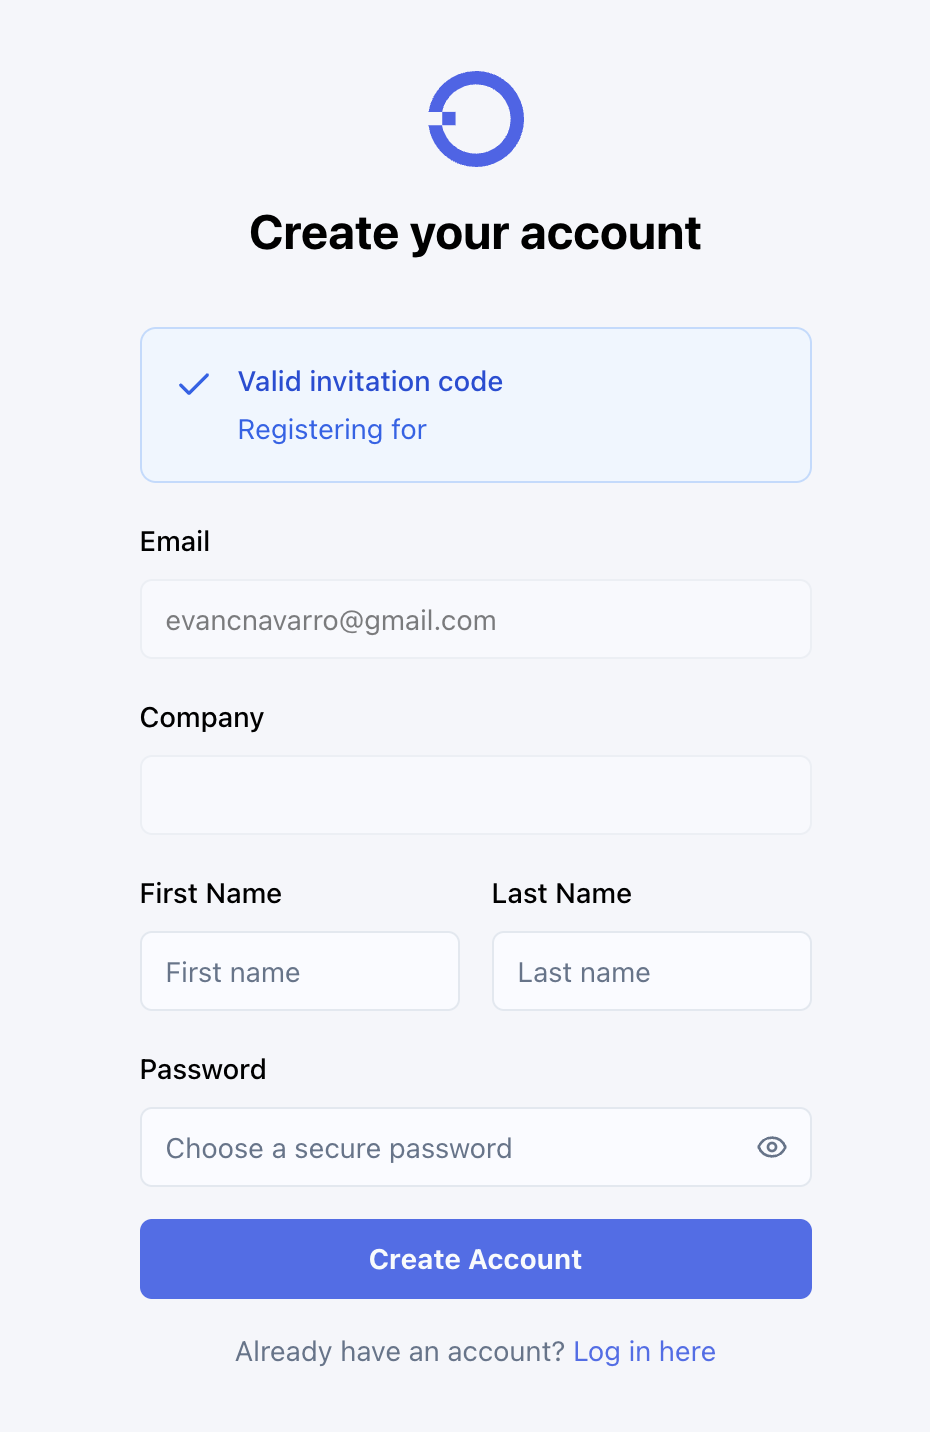 Create your account
Valid invitation code
Registering for
Email
evancnavarro@gmail.com
Company
First Name
Last Name
First name
Last name
Password
Choose a secure password
Create Account
Already have an account? Log in here